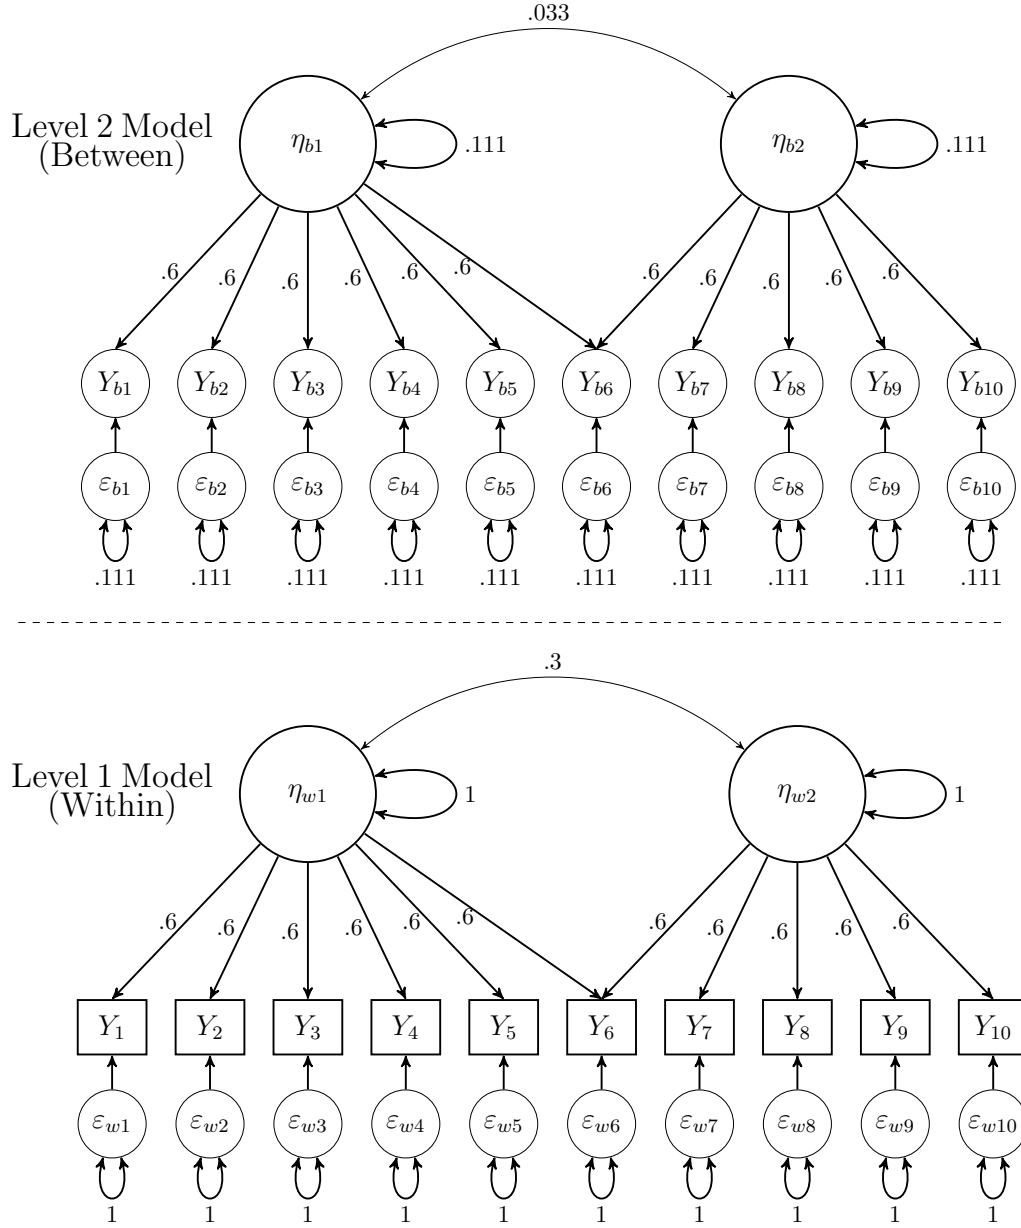 .033
Level 2 Model
(Between)
η_b1 .111 η_b2 .111
.6 .6 .6 .6 .6 .6 .6 .6 .6 .6 .6
Y_b1 Y_b2 Y_b3 Y_b4 Y_b5 Y_b6 Y_b7 Y_b8 Y_b9 Y_b10
ε_b1 ε_b2 ε_b3 ε_b4 ε_b5 ε_b6 ε_b7 ε_b8 ε_b9 ε_b10
.111 .111 .111 .111 .111 .111 .111 .111 .111 .111
.3
Level 1 Model
(Within)
η_w1 1 η_w2 1
.6 .6 .6 .6 .6 .6 .6 .6 .6 .6 .6
Y_1 Y_2 Y_3 Y_4 Y_5 Y_6 Y_7 Y_8 Y_9 Y_10
ε_w1 ε_w2 ε_w3 ε_w4 ε_w5 ε_w6 ε_w7 ε_w8 ε_w9 ε_w10
1 1 1 1 1 1 1 1 1 1